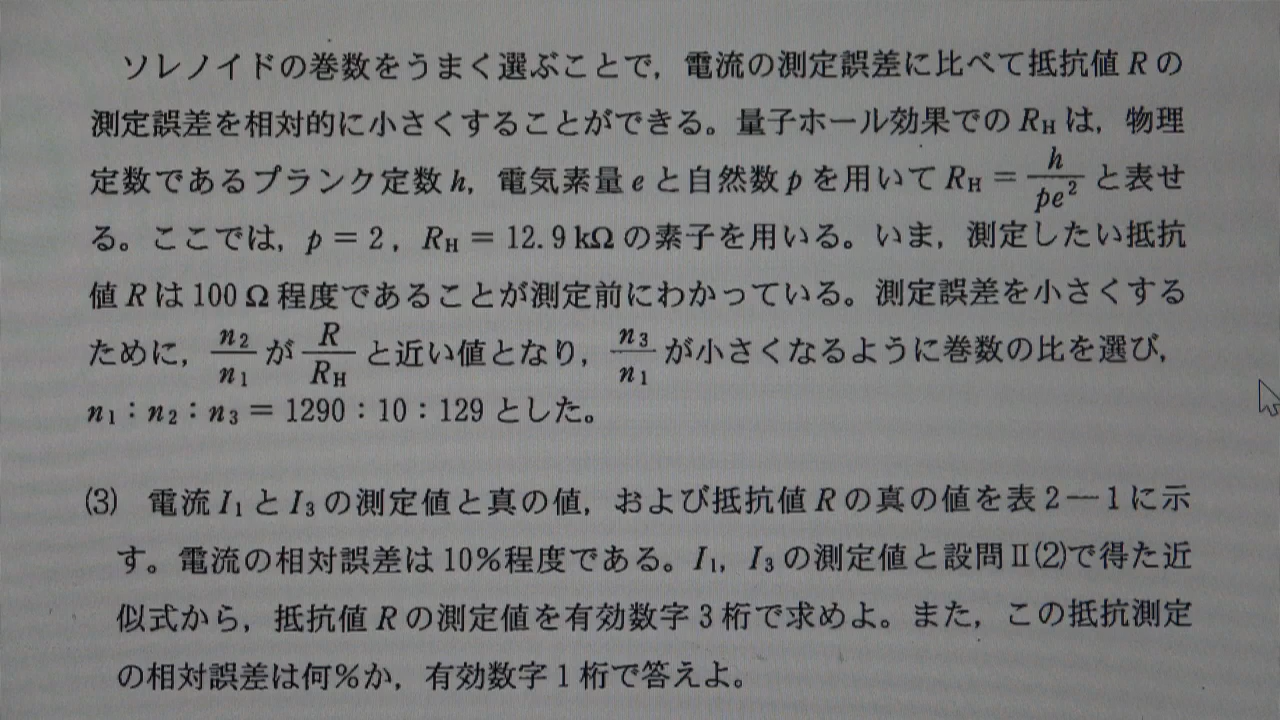 ソレノイドの巻数をうまく選ぶことで，電流の測定誤差に比べて抵抗値 R の
測定誤差を相対的に小さくすることができる。量子ホール効果での R_H は，物理
定数であるプランク定数 h，電気素量 e と自然数 p を用いて R_H = h/pe² と表せ
る。ここでは，p = 2，R_H = 12.9 kΩ の素子を用いる。いま，測定したい抵抗
値 R は 100 Ω 程度であることが測定前にわかっている。測定誤差を小さくする
ために，n₂/n₁ が R/R_H と近い値となり，n₃/n₁ が小さくなるように巻数の比を選び，
n₁：n₂：n₃ = 1290：10：129 とした。
(3) 電流 I₁ と I₃ の測定値と真の値，および抵抗値 R の真の値を表 2―1 に示
す。電流の相対誤差は 10％程度である。I₁，I₃ の測定値と設問Ⅱ(2)で得た近
似式から，抵抗値 R の測定値を有効数字 3 桁で求めよ。また，この抵抗測定
の相対誤差は何％か，有効数字 1 桁で答えよ。